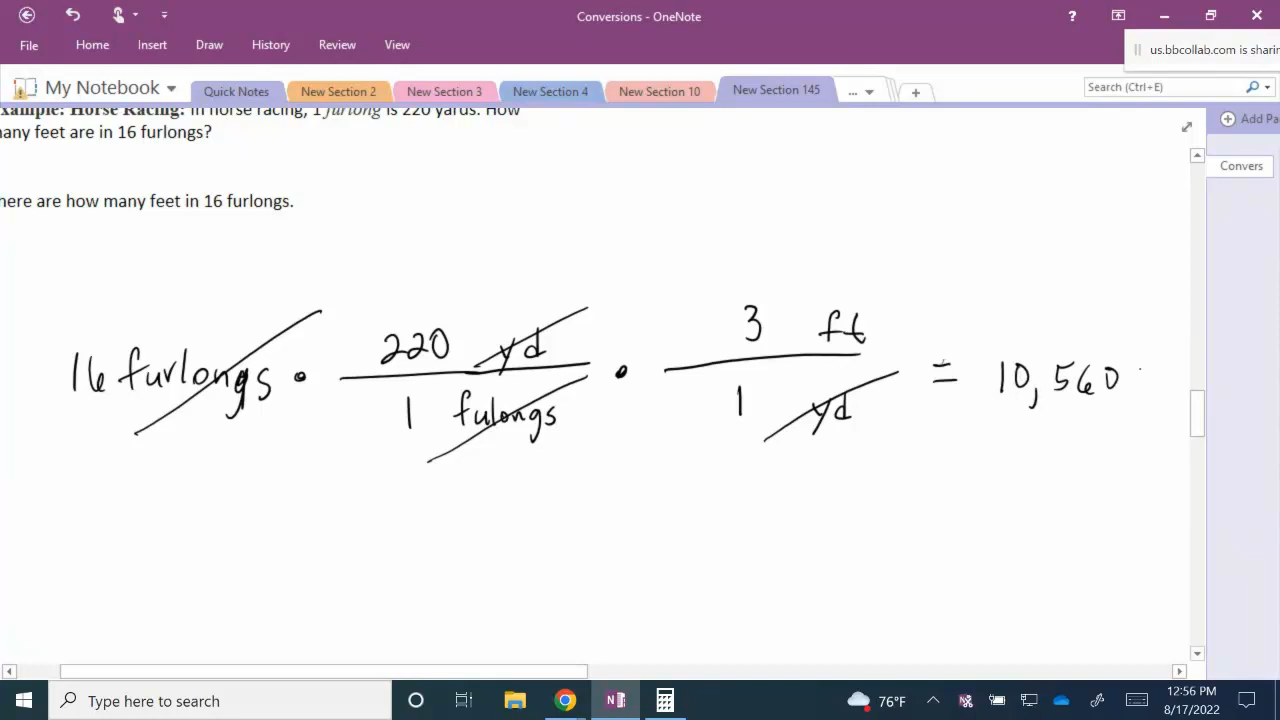 Conversions - OneNote
?
us.bbcollab.com is sharin
File Home Insert Draw History Review View
My Notebook Quick Notes New Section 2 New Section 3 New Section 4 New Section 10 New Section 145 ... + Search (Ctrl+E)
xample: Horse Racing: In horse racing, 1 furlong is 220 yards. How
nany feet are in 16 furlongs?
Add Pa
Convers
here are how many feet in 16 furlongs.
220 yd 3 ft
16 furlongs • • = 10,560
1 fulongs 1 yd
Type here to search
76°F
12:56 PM
8/17/2022